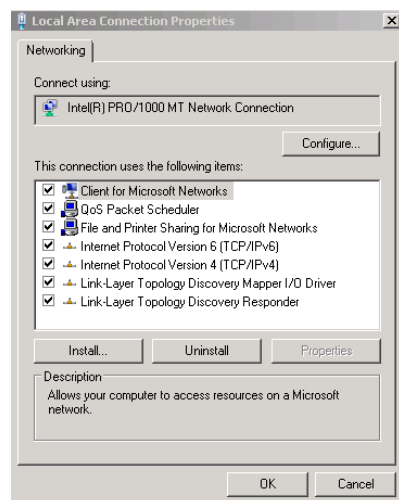 Local Area Connection Properties
Networking
Connect using:
Intel(R) PRO/1000 MT Network Connection
Configure...
This connection uses the following items:
Client for Microsoft Networks
QoS Packet Scheduler
File and Printer Sharing for Microsoft Networks
Internet Protocol Version 6 (TCP/IPv6)
Internet Protocol Version 4 (TCP/IPv4)
Link-Layer Topology Discovery Mapper I/O Driver
Link-Layer Topology Discovery Responder
Install... Uninstall Properties
Description
Allows your computer to access resources on a Microsoft
network.
OK Cancel